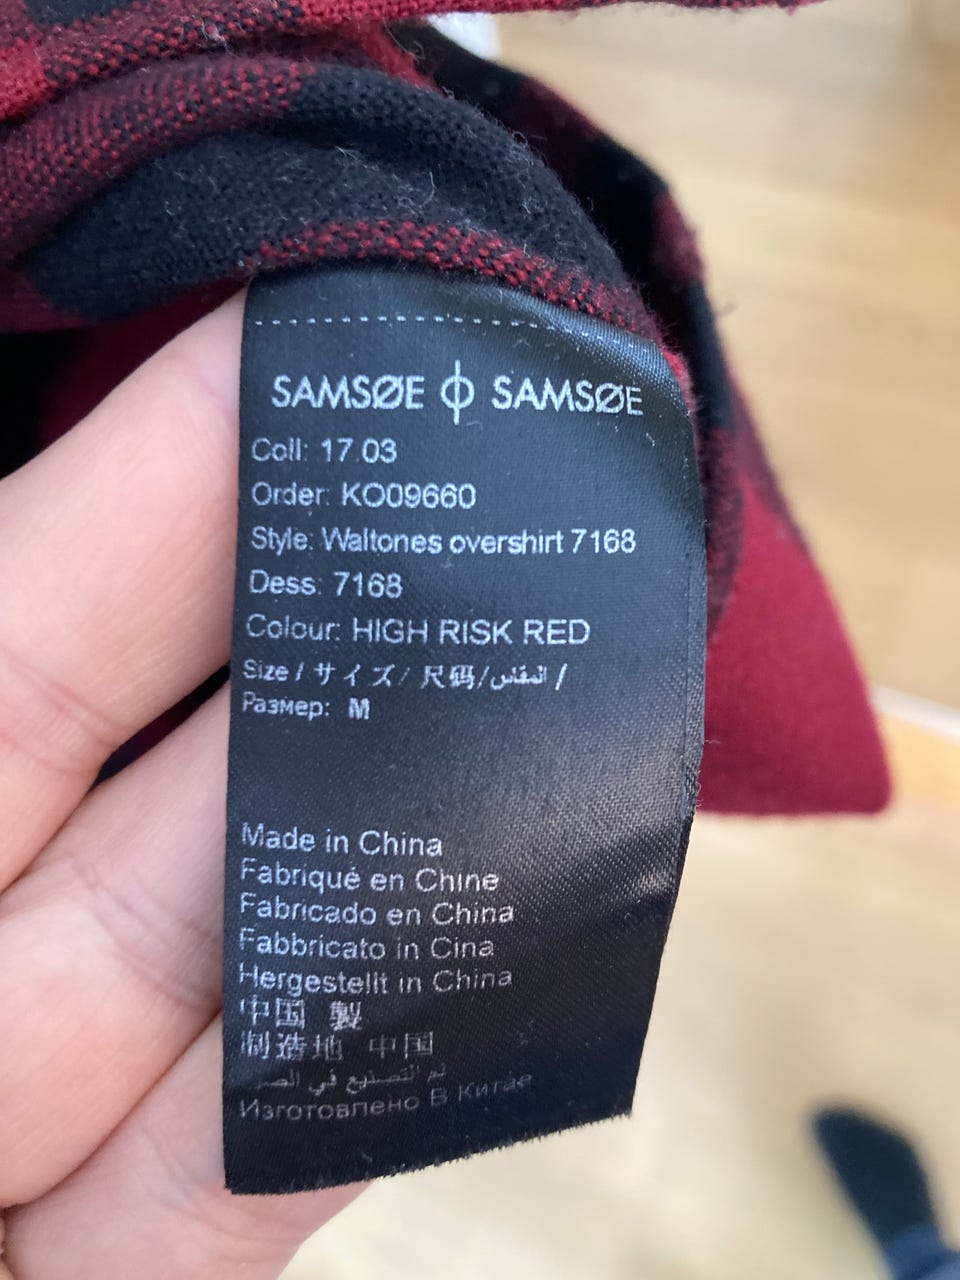 SAMSØE ϕ SAMSØE
Coll: 17.03
Order: KO09660
Style: Waltones overshirt 7168
Dess: 7168
Colour: HIGH RISK RED
Size / サイズ/ 尺码/المقاس /
Размер: M
Made in China
Fabriqué en Chine
Fabricado en China
Fabbricato in Cina
Hergestellt in China
中国 製
制造地 中国
تم التصنيع في الصين
Изготовлено В Китае